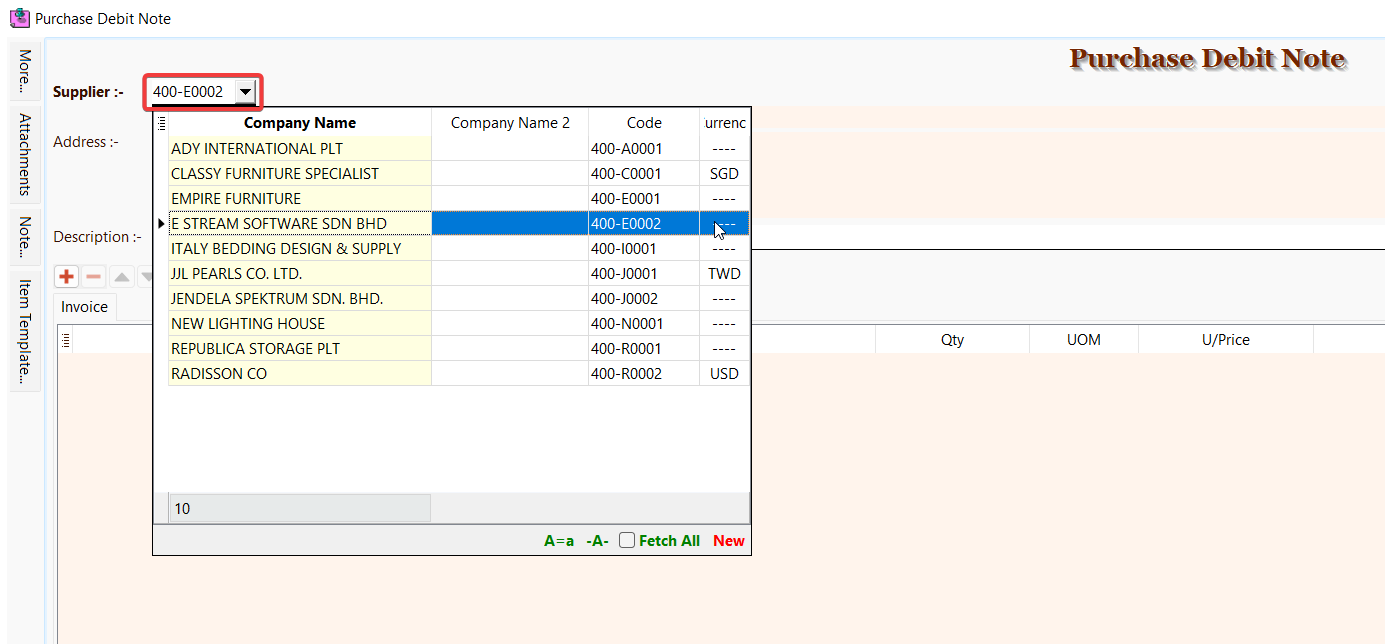 Purchase Debit Note
Purchase Debit Note
More...
Attachments
Note...
Item Template...
Supplier :- 400-E0002
Address :-
Description :-
Company Name Company Name 2 Code urrenc
ADY INTERNATIONAL PLT 400-A0001 ----
CLASSY FURNITURE SPECIALIST 400-C0001 SGD
EMPIRE FURNITURE 400-E0001 ----
E STREAM SOFTWARE SDN BHD 400-E0002 ----
ITALY BEDDING DESIGN & SUPPLY 400-I0001 ----
JJL PEARLS CO. LTD. 400-J0001 TWD
JENDELA SPEKTRUM SDN. BHD. 400-J0002 ----
NEW LIGHTING HOUSE 400-N0001 ----
REPUBLICA STORAGE PLT 400-R0001 ----
RADISSON CO 400-R0002 USD
10
A=a -A- Fetch All New
Invoice
Qty UOM U/Price